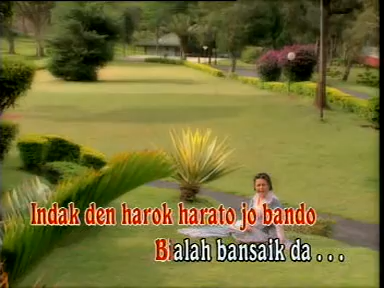 Indak den harok harato jo bando
Bialah bansaik da . . .